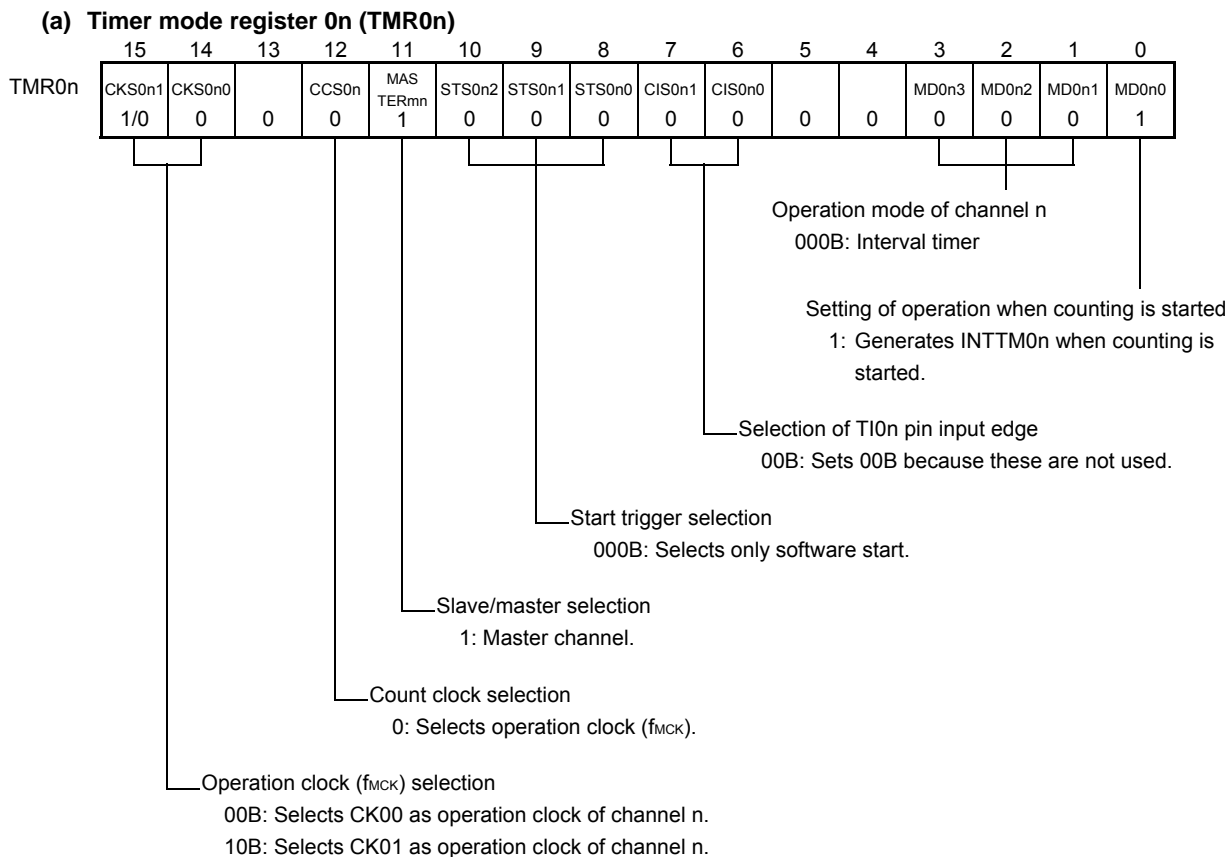 (a) Timer mode register 0n (TMR0n)
15 14 13 12 11 10 9 8 7 6 5 4 3 2 1 0
TMR0n CKS0n1 CKS0n0 CCS0n MAS TERmn STS0n2 STS0n1 STS0n0 CIS0n1 CIS0n0 MD0n3 MD0n2 MD0n1 MD0n0
1/0 0 0 0 1 0 0 0 0 0 0 0 0 0 0 1
Operation mode of channel n
000B: Interval timer
Setting of operation when counting is started
1: Generates INTTM0n when counting is
started.
Selection of TI0n pin input edge
00B: Sets 00B because these are not used.
Start trigger selection
000B: Selects only software start.
Slave/master selection
1: Master channel.
Count clock selection
0: Selects operation clock (fMCK).
Operation clock (fMCK) selection
00B: Selects CK00 as operation clock of channel n.
10B: Selects CK01 as operation clock of channel n.